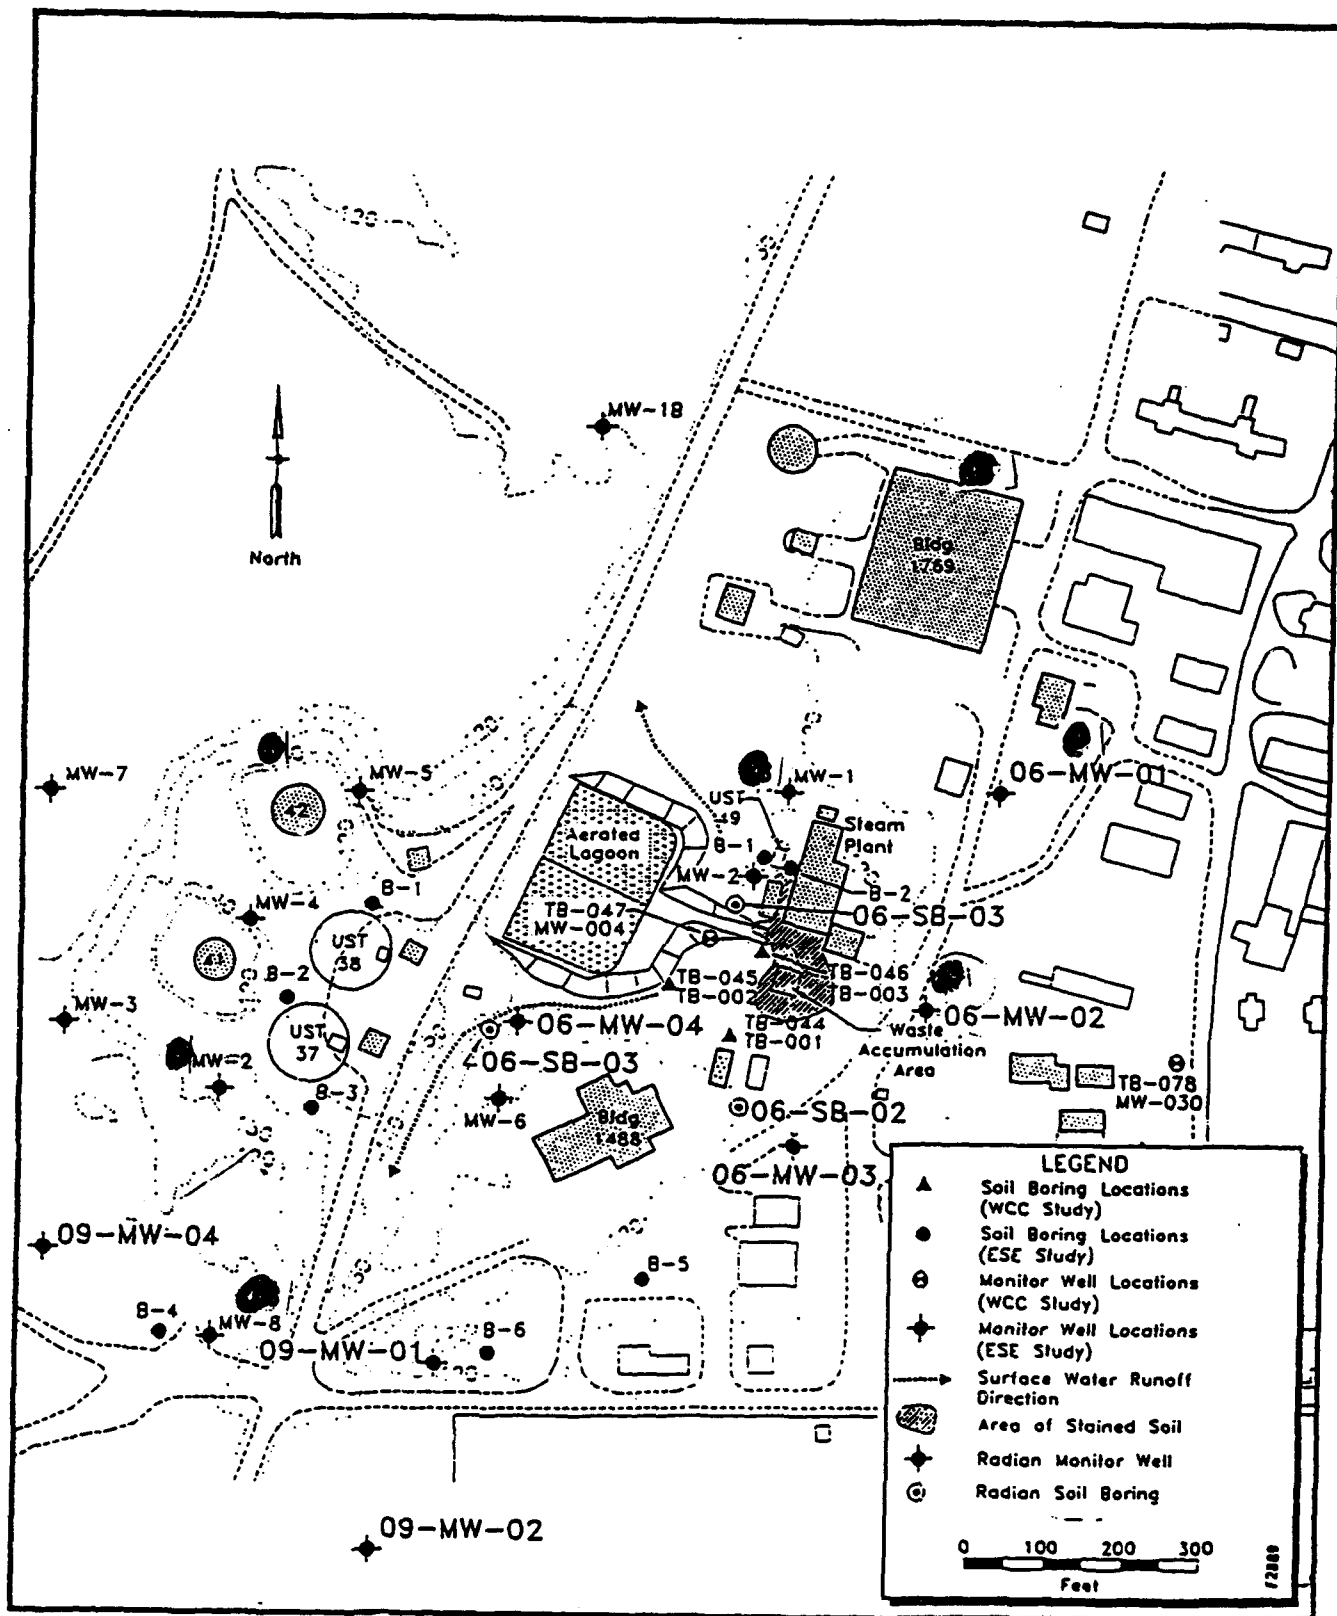 120
MW-18
North
Bldg
1769
MW-7
MW-5
42
MW-1
06-MW-01
UST
49
Steam
Plant
Aerated
Lagoon
B-1
MW-2
B-2
B-1
MW-4
06-SB-03
TB-047
MW-004
UST
38
41
B-2
TB-045
TB-002
TB-046
TB-003
MW-3
06-MW-04
06-MW-02
UST
37
TB-044
TB-001
Waste
Accumulation
Area
MW-2
06-SB-03
B-3
MW-6
06-SB-02
TB-078
MW-030
Bldg
1488
06-MW-03
09-MW-04
B-5
B-4
MW-8
B-6
09-MW-01
09-MW-02
LEGEND
Soil Boring Locations
(WCC Study)
Soil Boring Locations
(ESE Study)
Monitor Well Locations
(WCC Study)
Monitor Well Locations
(ESE Study)
Surface Water Runoff
Direction
Area of Stained Soil
Radian Monitor Well
Radian Soil Boring
0 100 200 300
Feet